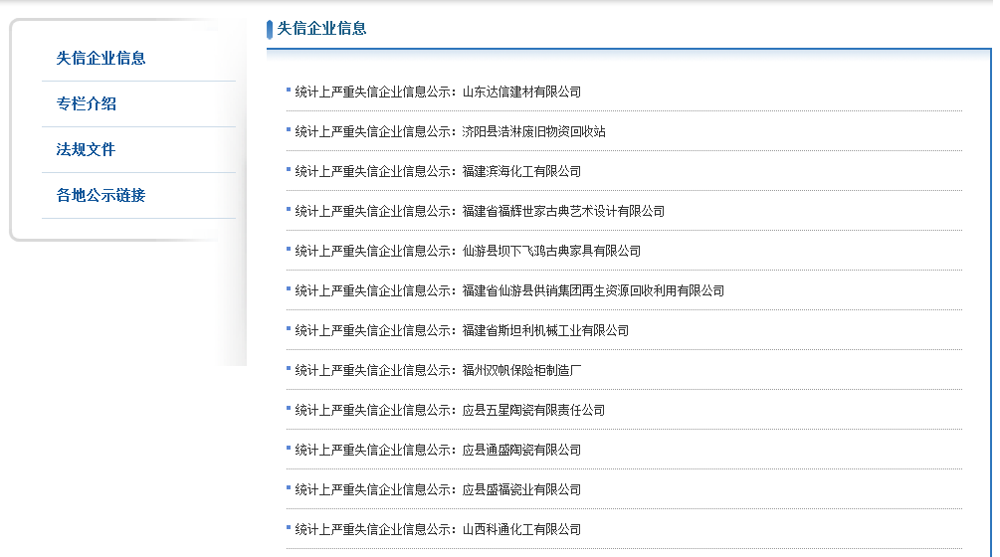 失信企业信息
专栏介绍
法规文件
各地公示链接
失信企业信息
统计上严重失信企业信息公示：山东达信建材有限公司
统计上严重失信企业信息公示：济阳县浩淋废旧物资回收站
统计上严重失信企业信息公示：福建滨海化工有限公司
统计上严重失信企业信息公示：福建省福辉世家古典艺术设计有限公司
统计上严重失信企业信息公示：仙游县坝下飞鸿古典家具有限公司
统计上严重失信企业信息公示：福建省仙游县供销集团再生资源回收利用有限公司
统计上严重失信企业信息公示：福建省斯坦利机械工业有限公司
统计上严重失信企业信息公示：福州双帆保险柜制造厂
统计上严重失信企业信息公示：应县五星陶瓷有限责任公司
统计上严重失信企业信息公示：应县通盛陶瓷有限公司
统计上严重失信企业信息公示：应县盛福瓷业有限公司
统计上严重失信企业信息公示：山西科通化工有限公司